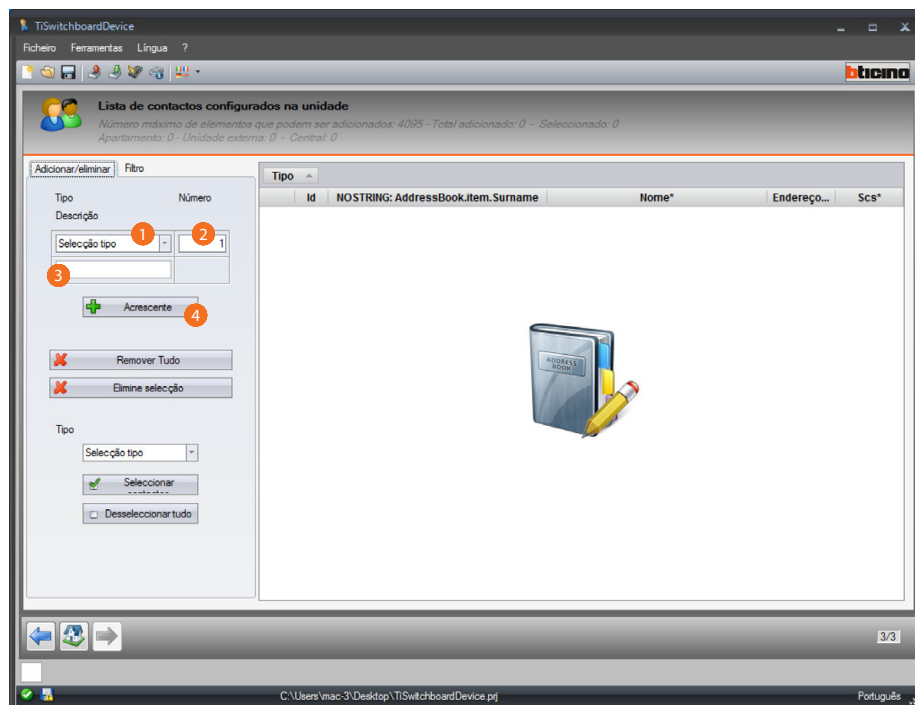 TiSwitchboardDevice
Ficheiro Ferramentas Língua ?
bticino
Lista de contactos configurados na unidade
Número máximo de elementos que podem ser adicionados: 4095 - Total adicionado: 0 - Seleccionado: 0
Apartamento: 0 - Unidade externa: 0 - Central: 0
Adicionar/eliminar Filtro
Tipo
Id NOSTRING: AddressBook.item.Surname Nome* Endereço... Scs*
Tipo Número
Descrição
Selecção tipo 1 2 1
3
Acrescente 4
Remover Tudo
Elimine selecção
ADDRESS
BOOK
Tipo
Selecção tipo
Seleccionar
Desseleccionar tudo
3/3
C:\Users\mac-3\Desktop\TiSwitchboardDevice.prj Português